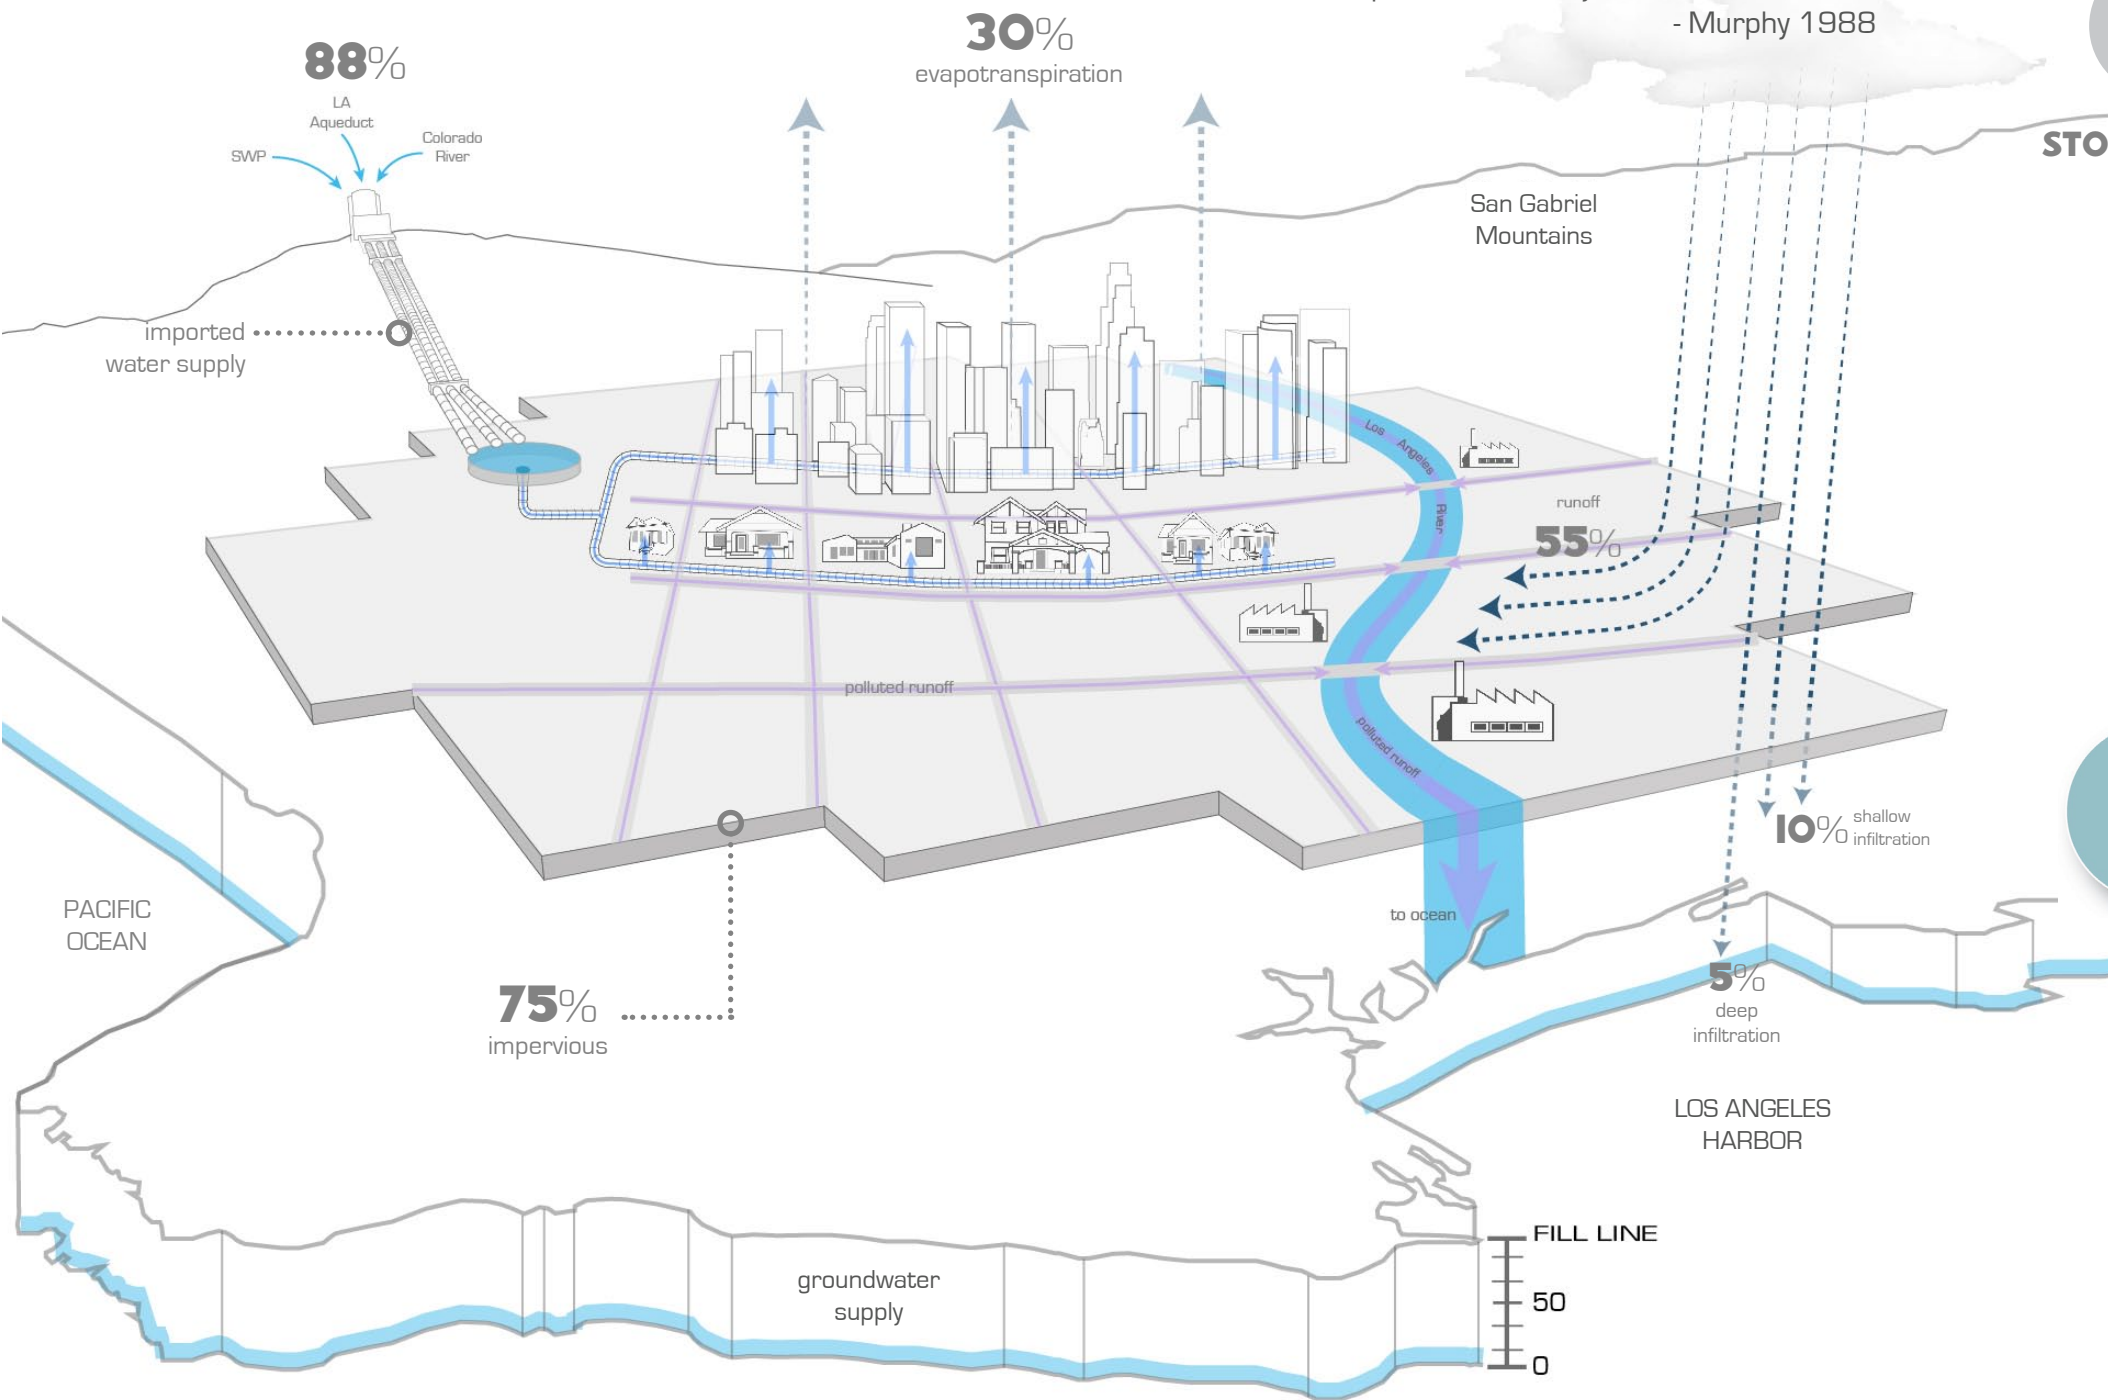 - Murphy 1988
88%
LA
Aqueduct
SWP
Colorado
River
30%
evapotranspiration
STO
San Gabriel
Mountains
imported
water supply
Los Angeles River
runoff
55%
polluted runoff
polluted runoff
10% shallow
infiltration
to ocean
5%
deep
infiltration
PACIFIC
OCEAN
75%
impervious
LOS ANGELES
HARBOR
groundwater
supply
FILL LINE
50
0